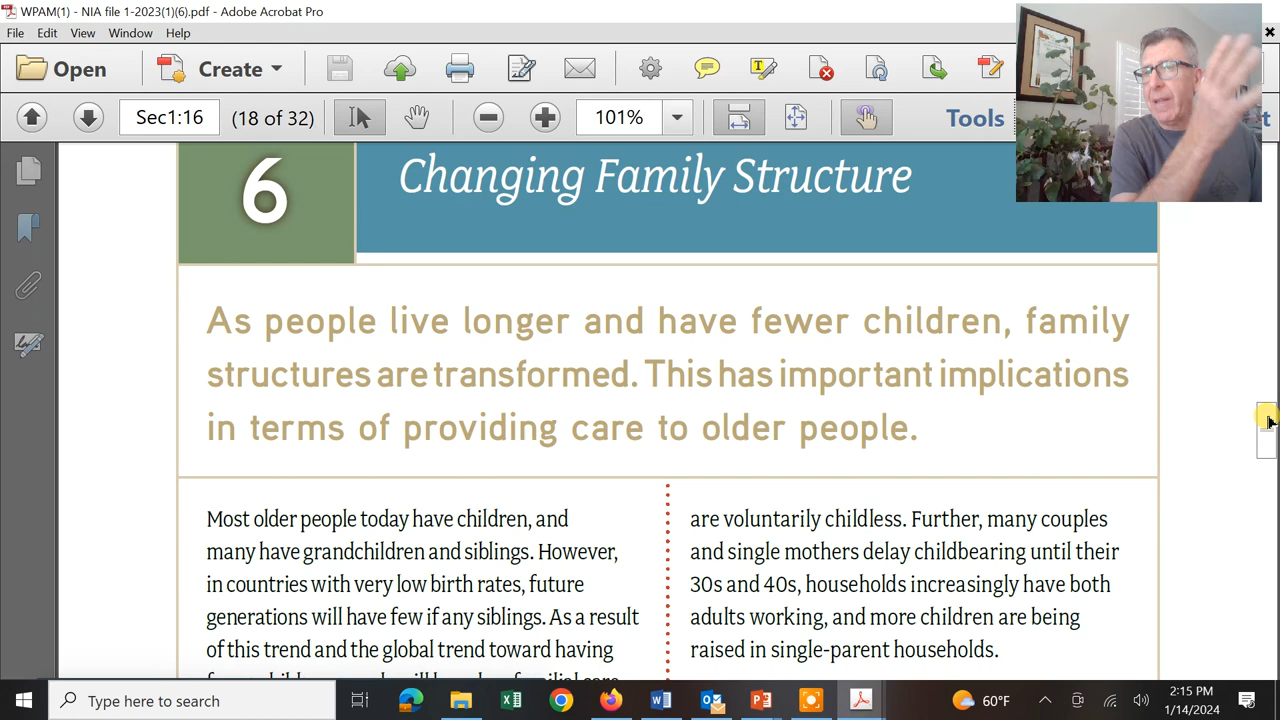 WPAM(1) - NIA file 1-2023(1)(6).pdf - Adobe Acrobat Pro
File Edit View Window Help
Open Create
Sec1:16 (18 of 32) 101% Tools
6
Changing Family Structure
As people live longer and have fewer children, family
structures are transformed. This has important implications
in terms of providing care to older people.
Most older people today have children, and
many have grandchildren and siblings. However,
in countries with very low birth rates, future
generations will have few if any siblings. As a result
of this trend and the global trend toward having
are voluntarily childless. Further, many couples
and single mothers delay childbearing until their
30s and 40s, households increasingly have both
adults working, and more children are being
raised in single-parent households.
Type here to search
60°F
2:15 PM
1/14/2024